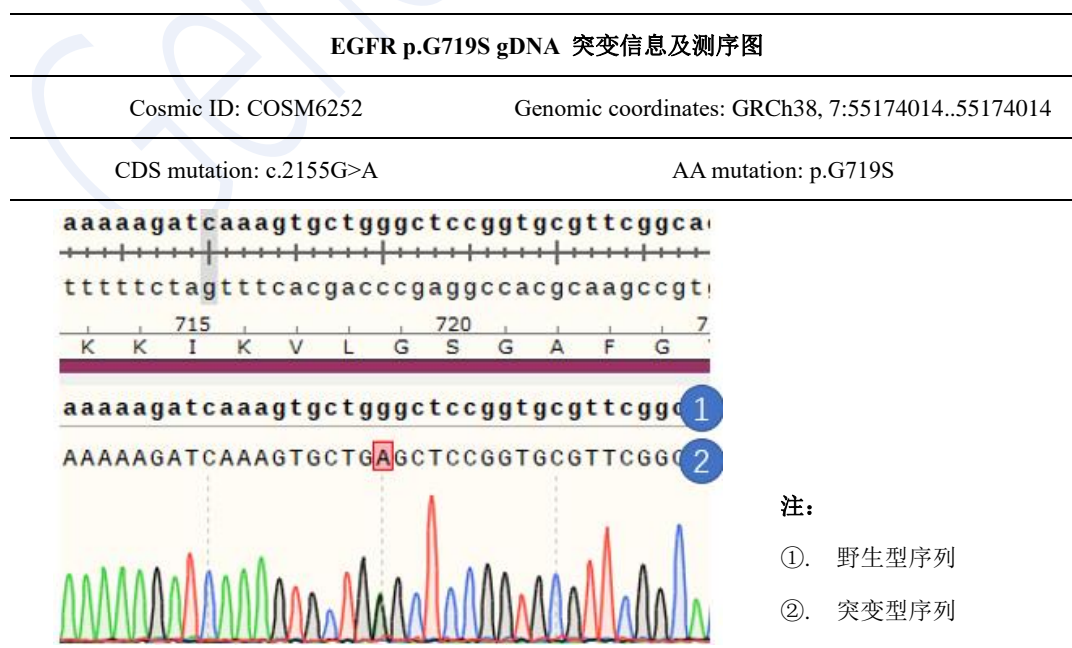 EGFR p.G719S gDNA 突变信息及测序图
Cosmic ID: COSM6252 Genomic coordinates: GRCh38, 7:55174014..55174014
CDS mutation: c.2155G>A AA mutation: p.G719S
aaaaagatcaaagtgctgggctccggtgcgttcggca
tttttctagtttcacgacccgaggccacgcaagccgt
715 720 7
K K I K V L G S G A F G
aaaaagatcaaagtgctgggctccggtgcgttcggc 1
AAAAAGATCAAAGTGCTGAGCTCCGGTGCGTTCGGC 2
注：
①. 野生型序列
②. 突变型序列